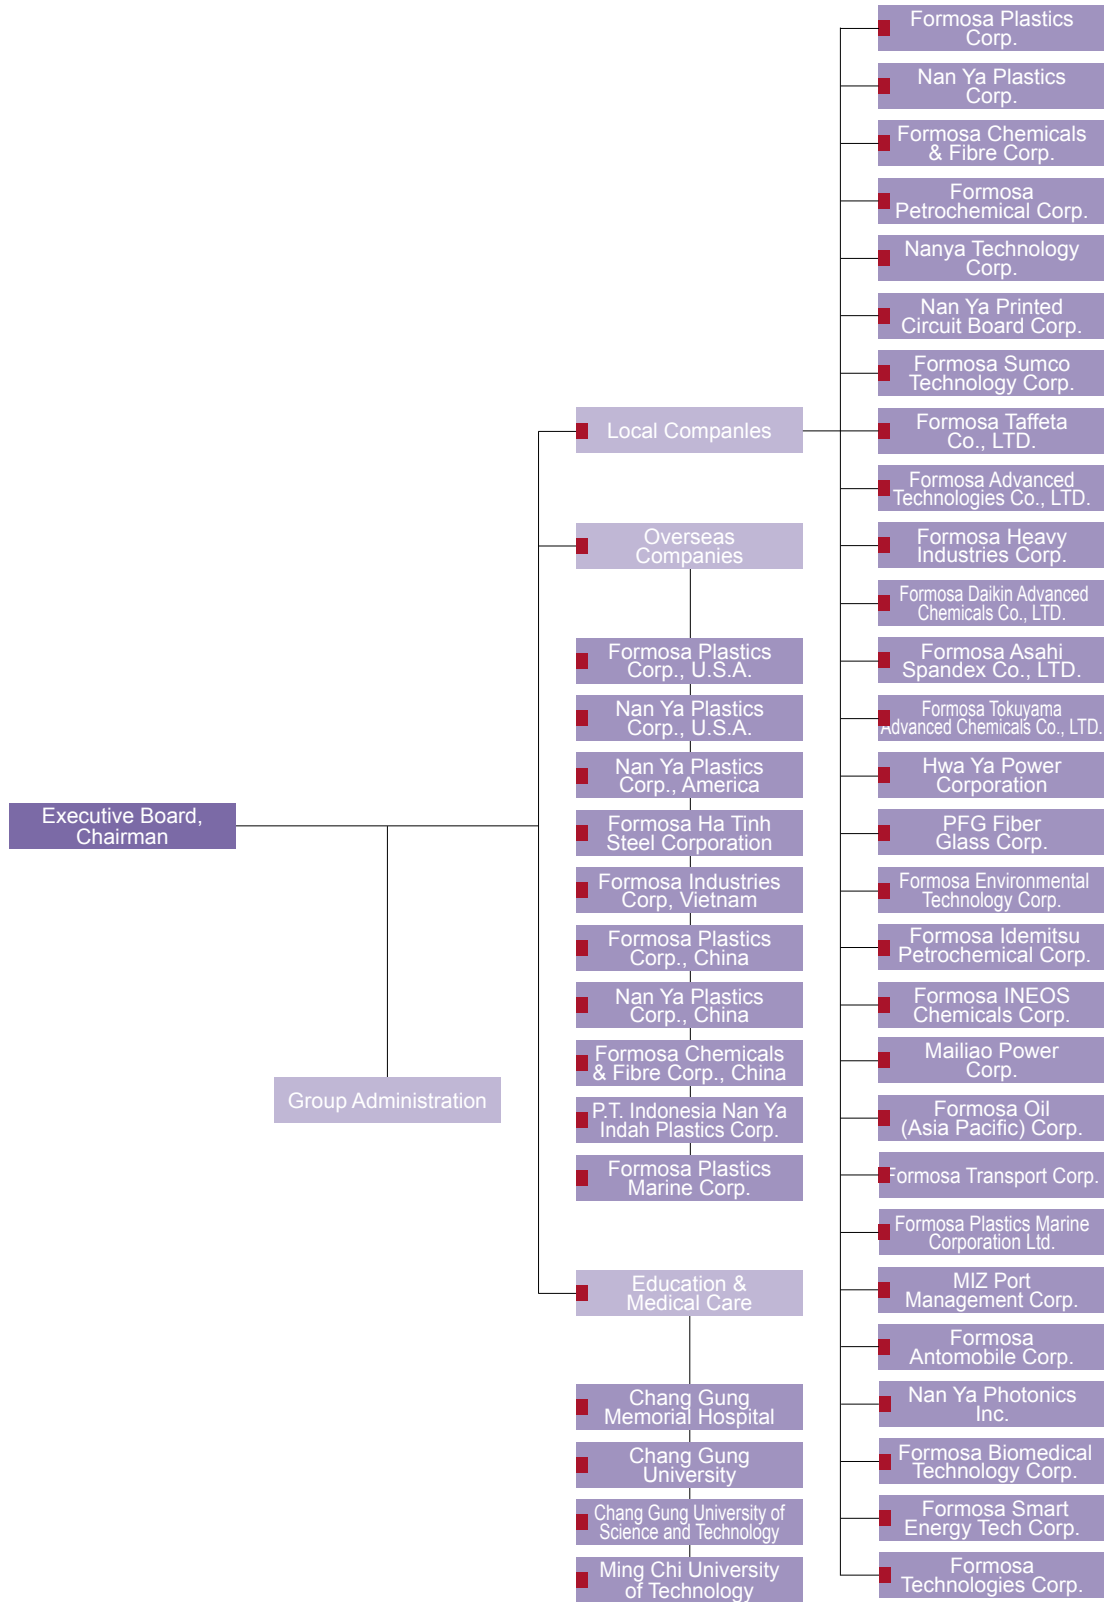 Executive Board,
Chairman
Group Administration
Local Companles
Overseas
Companies
Formosa Plastics
Corp., U.S.A.
Nan Ya Plastics
Corp., U.S.A.
Nan Ya Plastics
Corp., America
Formosa Ha Tinh
Steel Corporation
Formosa Industries
Corp, Vietnam
Formosa Plastics
Corp., China
Nan Ya Plastics
Corp., China
Formosa Chemicals
& Fibre Corp., China
P.T. Indonesia Nan Ya
Indah Plastics Corp.
Formosa Plastics
Marine Corp.
Education &
Medical Care
Chang Gung
Memorial Hospital
Chang Gung
University
Chang Gung University of
Science and Technology
Ming Chi University
of Technology
Formosa Plastics
Corp.
Nan Ya Plastics
Corp.
Formosa Chemicals
& Fibre Corp.
Formosa
Petrochemical Corp.
Nanya Technology
Corp.
Nan Ya Printed
Circuit Board Corp.
Formosa Sumco
Technology Corp.
Formosa Taffeta
Co., LTD.
Formosa Advanced
Technologies Co., LTD.
Formosa Heavy
Industries Corp.
Formosa Daikin Advanced
Chemicals Co., LTD.
Formosa Asahi
Spandex Co., LTD.
Formosa Tokuyama
Advanced Chemicals Co., LTD.
Hwa Ya Power
Corporation
PFG Fiber
Glass Corp.
Formosa Environmental
Technology Corp.
Formosa Idemitsu
Petrochemical Corp.
Formosa INEOS
Chemicals Corp.
Mailiao Power
Corp.
Formosa Oil
(Asia Pacific) Corp.
Formosa Transport Corp.
Formosa Plastics Marine
Corporation Ltd.
MIZ Port
Management Corp.
Formosa
Antomobile Corp.
Nan Ya Photonics
Inc.
Formosa Biomedical
Technology Corp.
Formosa Smart
Energy Tech Corp.
Formosa
Technologies Corp.